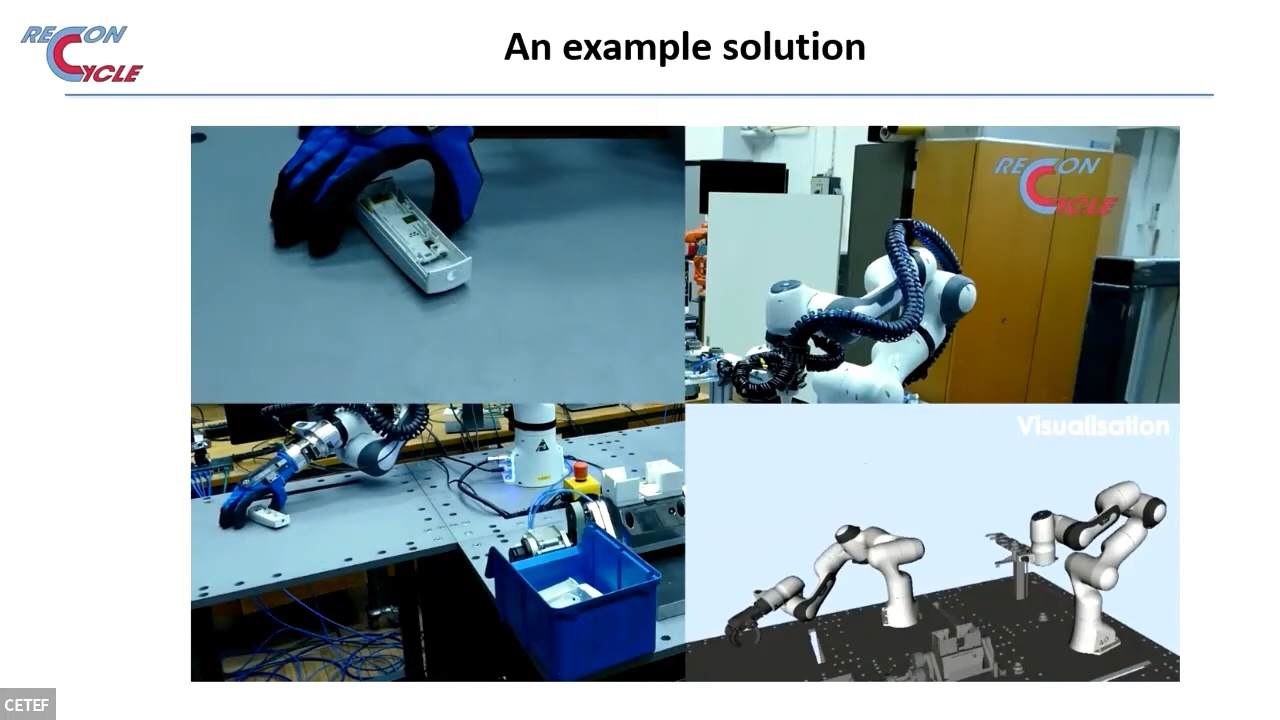 RECON
CYCLE
An example solution
RECON
CYCLE
Visualisation
CETEF